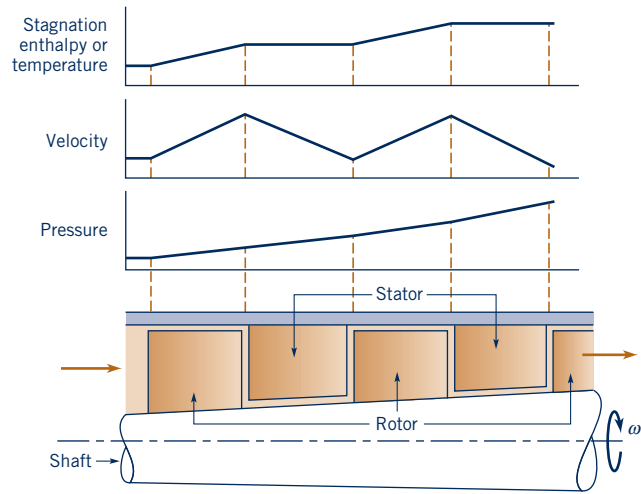 Stagnation
enthalpy or
temperature
Velocity
Pressure
Stator
Rotor
Shaft
ω